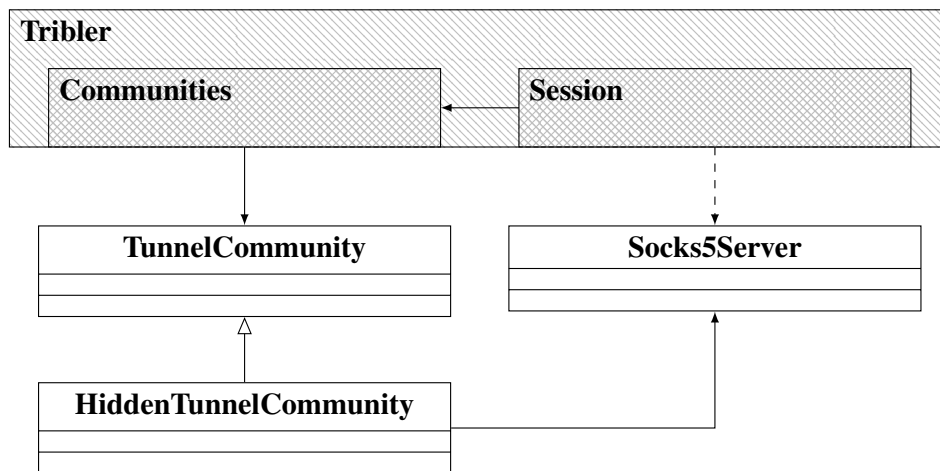 Tribler
Communities
Session
TunnelCommunity
Socks5Server
HiddenTunnelCommunity